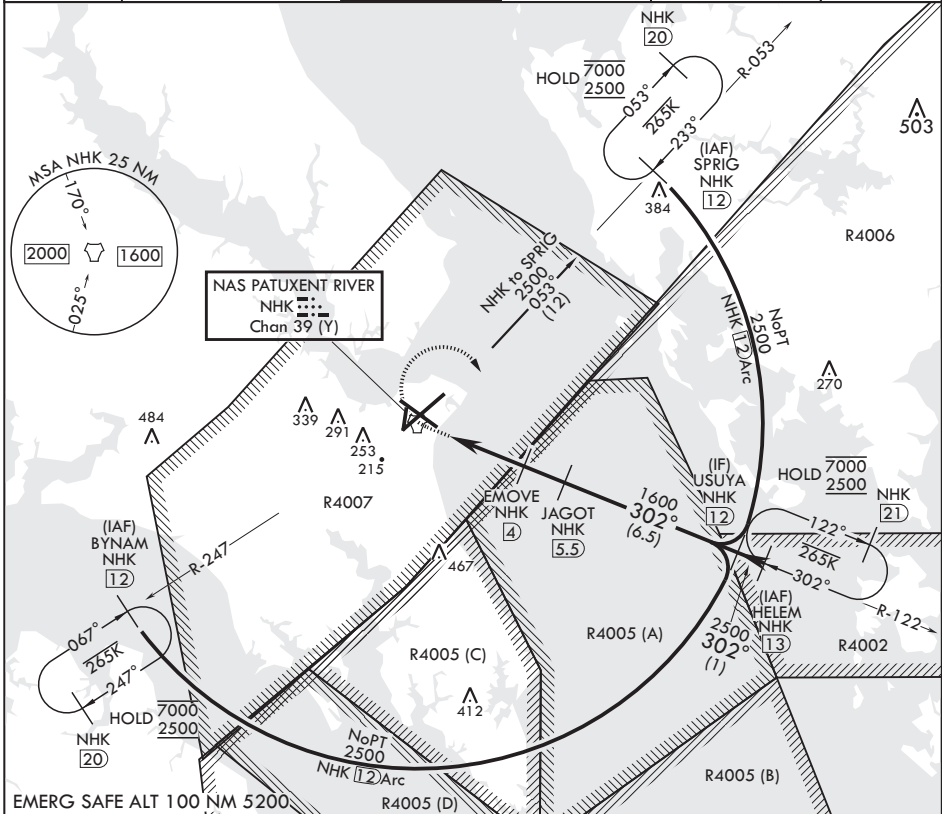 NHK
20
HOLD 7000
2500
053°
265K
233°
R-053
503
(IAF)
SPRIG
NHK
12
384
R4006
MSA NHK 25 NM
170°
2000
1600
025°
NAS PATUXENT RIVER
NHK
Chan 39 (Y)
NHK to SPRIG
2500
053°
(12)
NoPT
2500
NHK 12 Arc
270
484
339
291
253
215
R4007
EMOVE
NHK
4
JAGOT
NHK
5.5
1600
302°
(6.5)
(IF)
USUYA
NHK
12
HOLD 7000
2500
NHK
21
122°
265K
302°
R-122
(IAF)
HELEM
NHK
13
2500
302°
(1)
R4002
(IAF)
BYNAM
NHK
12
R-247
067°
265K
247°
HOLD 7000
2500
NHK
20
467
R4005 (C)
R4005 (A)
412
NoPT
2500
NHK 12 Arc
R4005 (D)
R4005 (B)
EMERG SAFE ALT 100 NM 5200